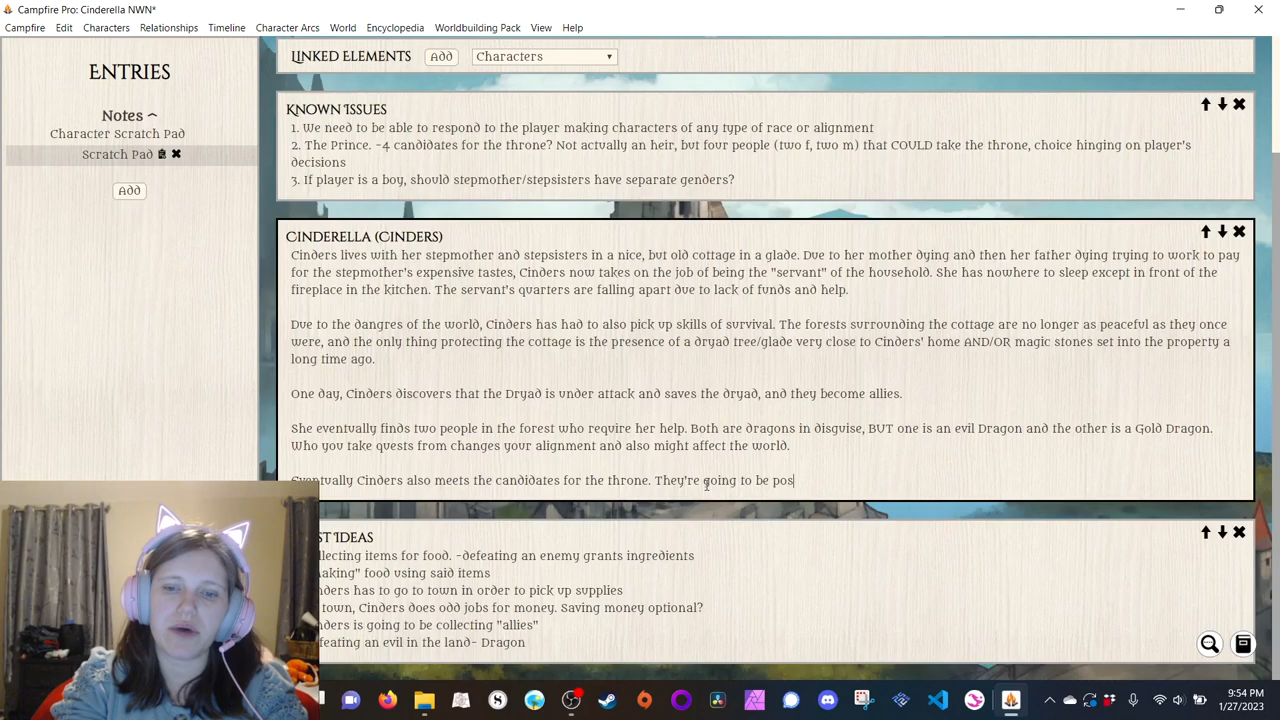 Campfire Pro: Cinderella NWN*
Campfire Edit Characters Relationships Timeline Character Arcs World Encyclopedia Worldbuilding Pack View Help
Entries
Notes
Character Scratch Pad
Scratch Pad
Add
Linked Elements Add Characters
Known Issues
1. We need to be able to respond to the player making characters of any type of race or alignment
2. The Prince. -4 candidates for the throne? Not actually an heir, but four people (two f, two m) that COULD take the throne, choice hinging on player's
decisions
3. If player is a boy, should stepmother/stepsisters have separate genders?
Cinderella (Cinders)
Cinders lives with her stepmother and stepsisters in a nice, but old cottage in a glade. Due to her mother dying and then her father dying trying to work to pay
for the stepmother's expensive tastes, Cinders now takes on the job of being the "servant" of the household. She has nowhere to sleep except in front of the
fireplace in the kitchen. The servant's quarters are falling apart due to lack of funds and help.
Due to the dangres of the world, Cinders has had to also pick up skills of survival. The forests surrounding the cottage are no longer as peaceful as they once
were, and the only thing protecting the cottage is the presence of a dryad tree/glade very close to Cinders' home AND/OR magic stones set into the property a
long time ago.
One day, Cinders discovers that the Dryad is under attack and saves the dryad, and they become allies.
She eventually finds two people in the forest who require her help. Both are dragons in disguise, BUT one is an evil Dragon and the other is a Gold Dragon.
Who you take quests from changes your alignment and also might affect the world.
Eventually Cinders also meets the candidates for the throne. They're going to be pos
Ideas
food. -defeating an enemy grants ingredients
food using said items
has to go to town in order to pick up supplies
town, Cinders does odd jobs for money. Saving money optional?
is going to be collecting "allies"
an evil in the land- Dragon
9:54 PM
1/27/2023